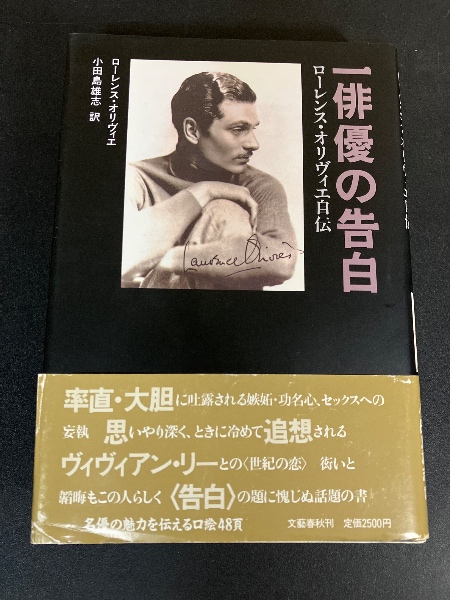 一俳優の告白
ローレンス・オリヴィエ自伝
ローレンス・オリヴィエ
小田島雄志 訳
Laurence Olivier
率直・大胆に吐露される嫉妬・功名心、セックスへの
妄執 思いやり深く、ときに冷めて追想される
ヴィヴィアン・リーとの〈世紀の恋〉 衒いと
韜晦もこの人らしく〈告白〉の題に愧じぬ話題の書
名優の魅力を伝える口絵48頁
文藝春秋刊 定価2500円